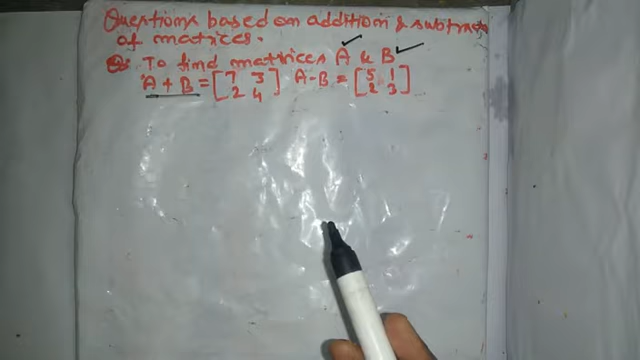 Questions based on addition & subtraction
of matrices.
Q. To find matrices A & B
A + B = [7 3 A-B = [5 1
2 4] 2 3]